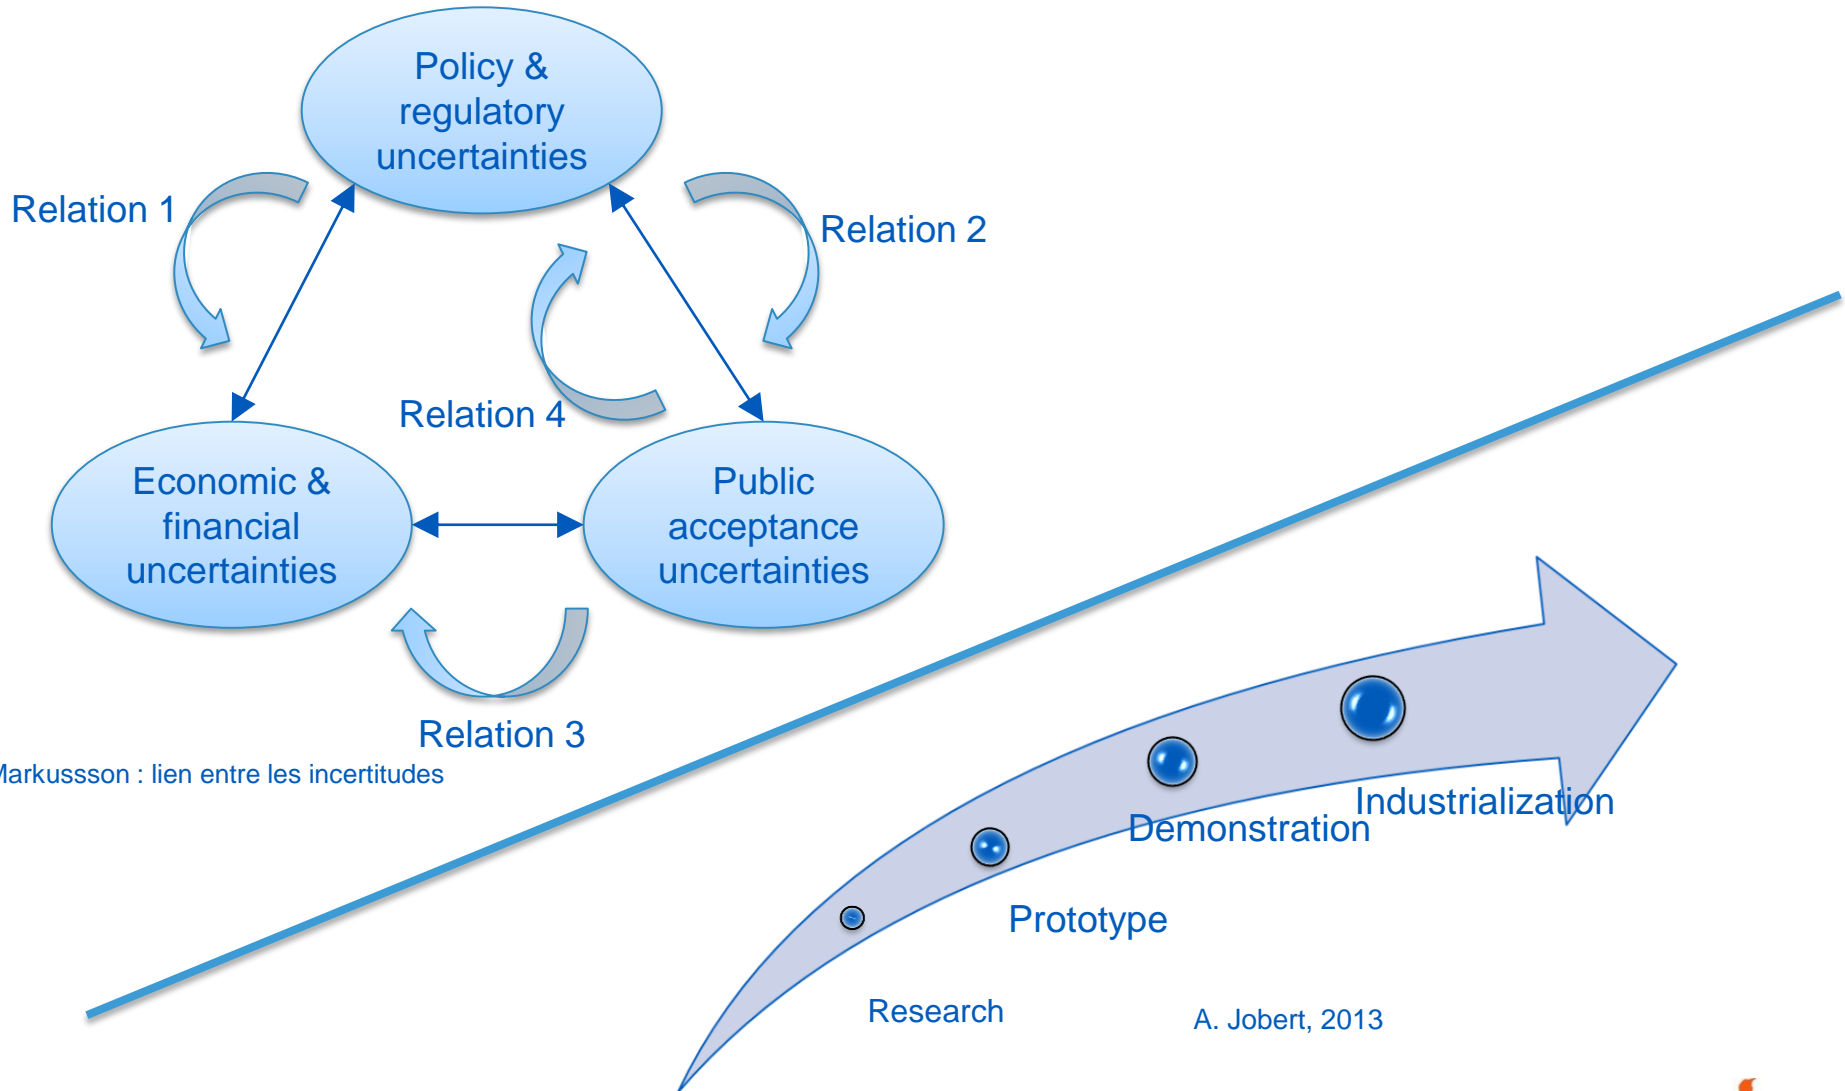 Policy &
regulatory
uncertainties
Relation 1
Relation 2
Relation 4
Economic &
financial
uncertainties
Public
acceptance
uncertainties
Relation 3
Markussson : lien entre les incertitudes
Industrialization
Demonstration
Prototype
Research
A. Jobert, 2013